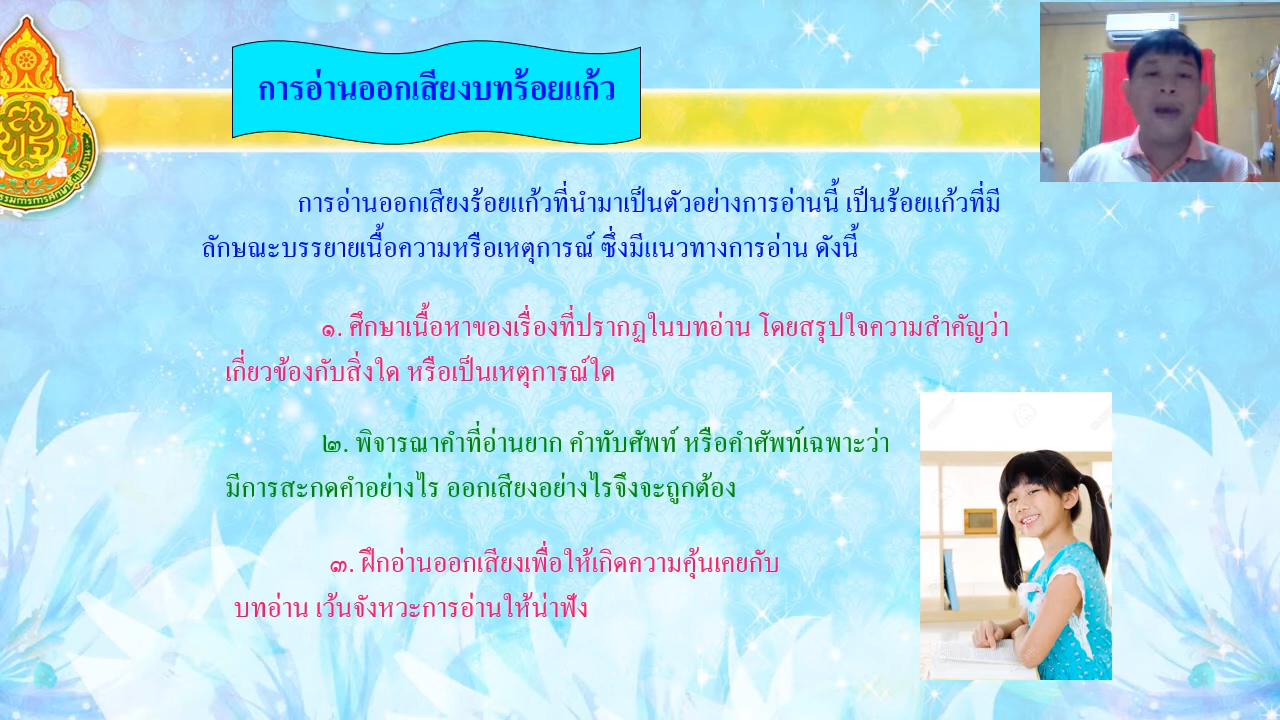 การอ่านออกเสียงบทร้อยแก้ว
การอ่านออกเสียงร้อยแก้วที่นำมาเป็นตัวอย่างการอ่านนี้ เป็นร้อยแก้วที่มี
ลักษณะบรรยายเนื้อความหรือเหตุการณ์ ซึ่งมีแนวทางการอ่าน ดังนี้
๑. ศึกษาเนื้อหาของเรื่องที่ปรากฏในบทอ่าน โดยสรุปใจความสำคัญว่า
เกี่ยวข้องกับสิ่งใด หรือเป็นเหตุการณ์ใด
๒. พิจารณาคำที่อ่านยาก คำทับศัพท์ หรือคำศัพท์เฉพาะว่า
มีการสะกดคำอย่างไร ออกเสียงอย่างไรจึงจะถูกต้อง
๓. ฝึกอ่านออกเสียงเพื่อให้เกิดความคุ้นเคยกับ
บทอ่าน เว้นจังหวะการอ่านให้น่าฟัง